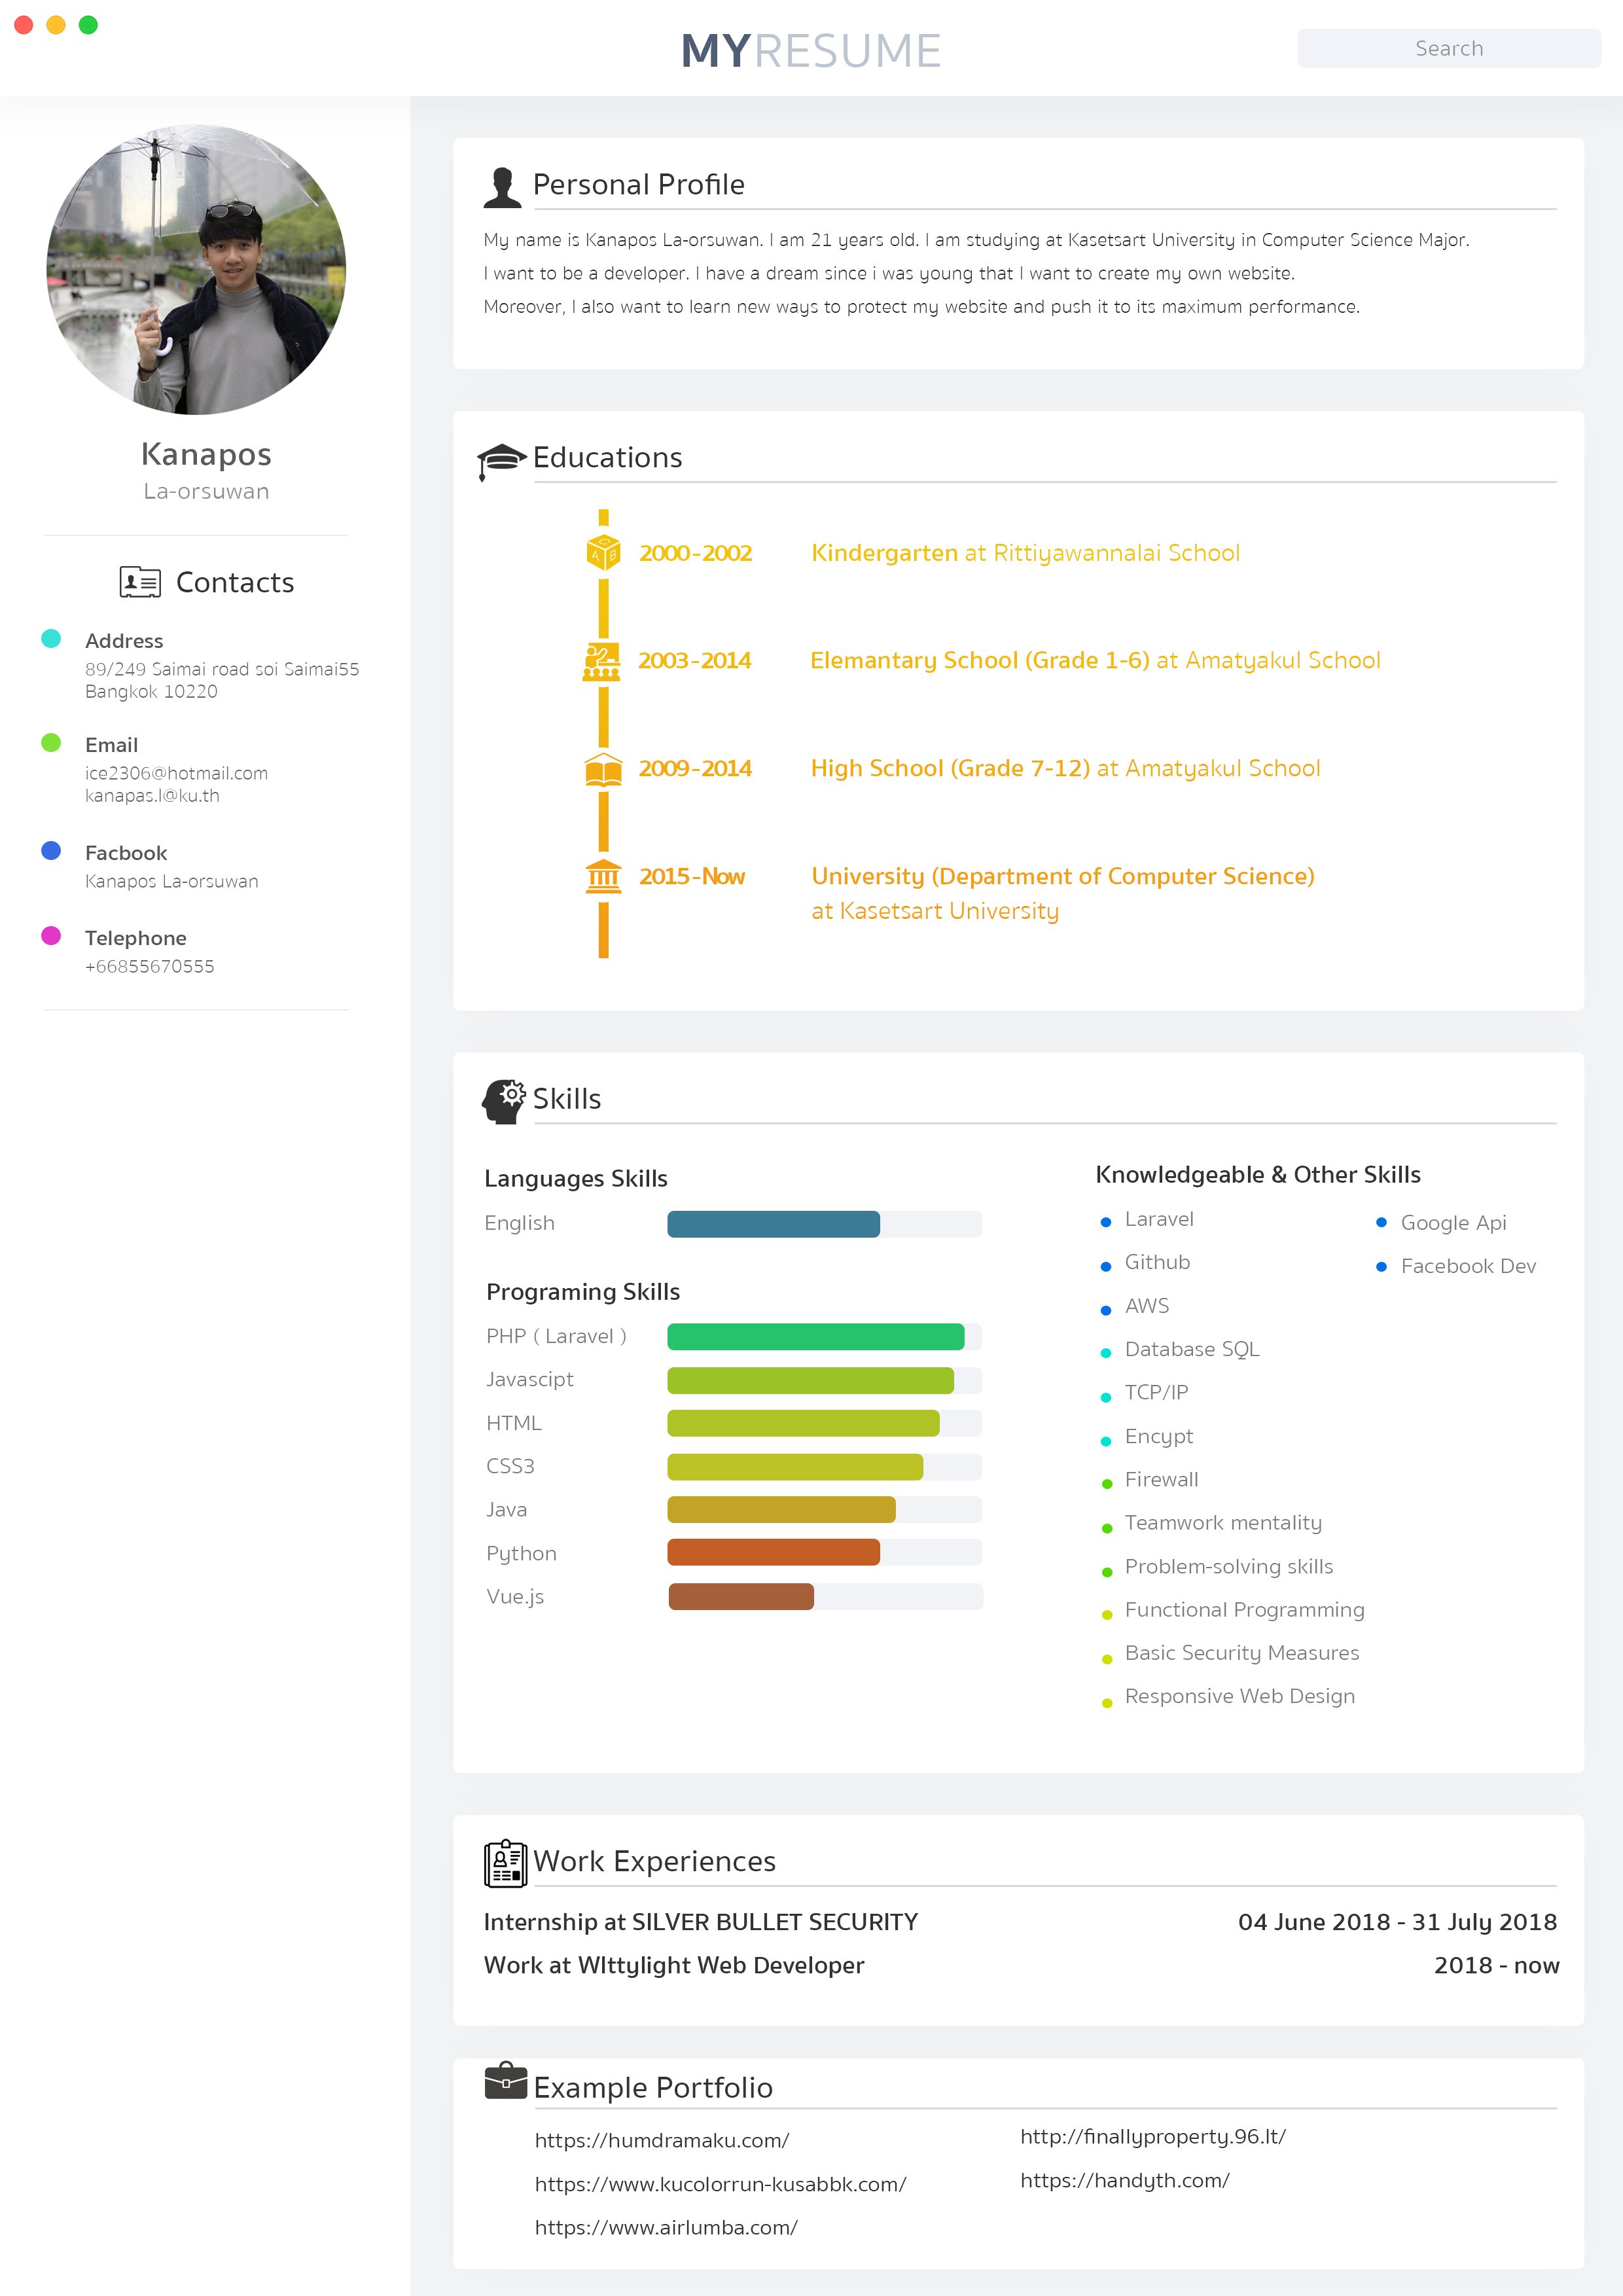 MYRESUME
Search
Kanapos
La-orsuwan
Contacts
Address
89/249 Saimai road soi Saimai55
Bangkok 10220
Email
ice2306@hotmail.com
kanapas.l@ku.th
Facbook
Kanapos La-orsuwan
Telephone
+66855670555
Personal Profile
My name is Kanapos La-orsuwan. I am 21 years old. I am studying at Kasetsart University in Computer Science Major.
I want to be a developer. I have a dream since i was young that I want to create my own website.
Moreover, I also want to learn new ways to protect my website and push it to its maximum performance.
Educations
A B C
2000-2002 Kindergarten at Rittiyawannalai School
2003-2014 Elemantary School (Grade 1-6) at Amatyakul School
2009-2014 High School (Grade 7-12) at Amatyakul School
2015-Now University (Department of Computer Science)
at Kasetsart University
Skills
Languages Skills
English
Programing Skills
PHP ( Laravel )
Javascipt
HTML
CSS3
Java
Python
Vue.js
Knowledgeable & Other Skills
Laravel
Github
AWS
Database SQL
TCP/IP
Encypt
Firewall
Teamwork mentality
Problem-solving skills
Functional Programming
Basic Security Measures
Responsive Web Design
Google Api
Facebook Dev
Work Experiences
Internship at SILVER BULLET SECURITY 04 June 2018 - 31 July 2018
Work at WIttylight Web Developer 2018 - now
Example Portfolio
https://humdramaku.com/
https://www.kucolorrun-kusabbk.com/
https://www.airlumba.com/
http://finallyproperty.96.lt/
https://handyth.com/